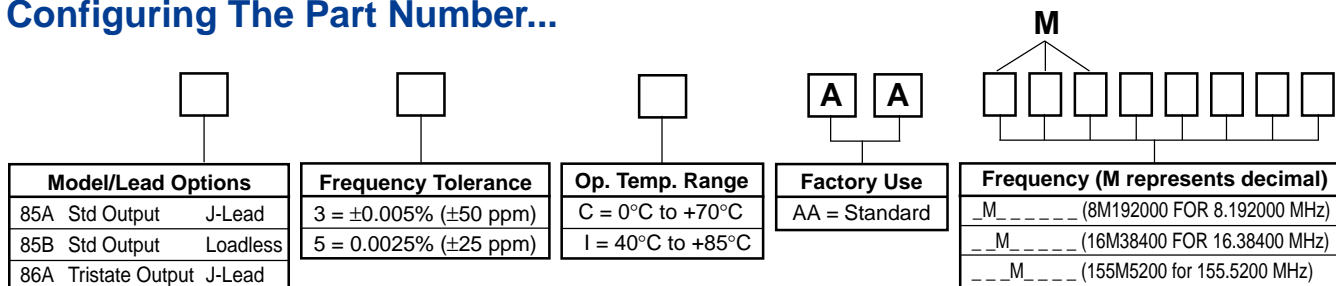 Configuring The Part Number...
M
A A
Model/Lead Options
85A Std Output J-Lead
85B Std Output Loadless
86A Tristate Output J-Lead
Frequency Tolerance
3 = ±0.005% (±50 ppm)
5 = 0.0025% (±25 ppm)
Op. Temp. Range
C = 0°C to +70°C
I = 40°C to +85°C
Factory Use
AA = Standard
Frequency (M represents decimal)
_M_ _ _ _ _ _ (8M192000 FOR 8.192000 MHz)
_ _M_ _ _ _ _ (16M38400 FOR 16.38400 MHz)
_ _ _M_ _ _ _ (155M5200 for 155.5200 MHz)